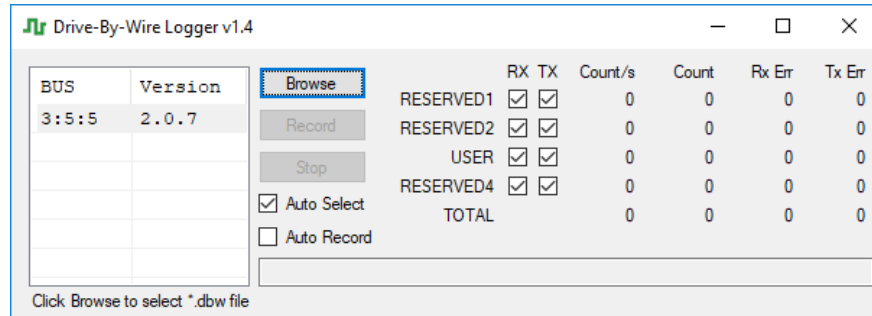 Drive-By-Wire Logger v1.4
BUS Version
3:5:5 2.0.7
Browse
Record
Stop
Auto Select
Auto Record
RX TX Count/s Count Rx Err Tx Err
RESERVED1 0 0 0 0
RESERVED2 0 0 0 0
USER 0 0 0 0
RESERVED4 0 0 0 0
TOTAL 0 0 0 0
Click Browse to select *.dbw file